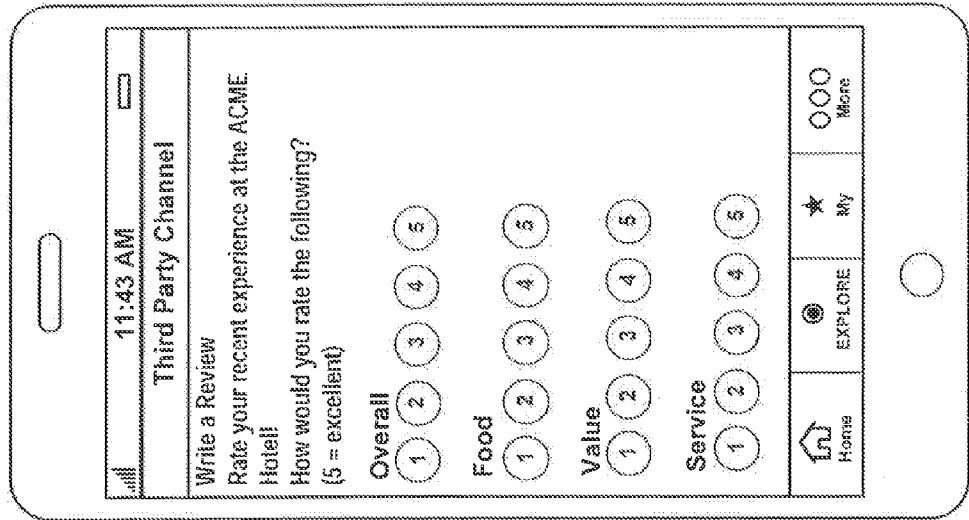 11:43 AM
Third Party Channel
Write a Review
Rate your recent experience at the ACME
Hotel!
How would you rate the following?
(5 = excellent)
Overall
1 2 3 4 5
Food
1 2 3 4 5
Value
1 2 3 4 5
Service
1 2 3 4 5
Home EXPLORE My More